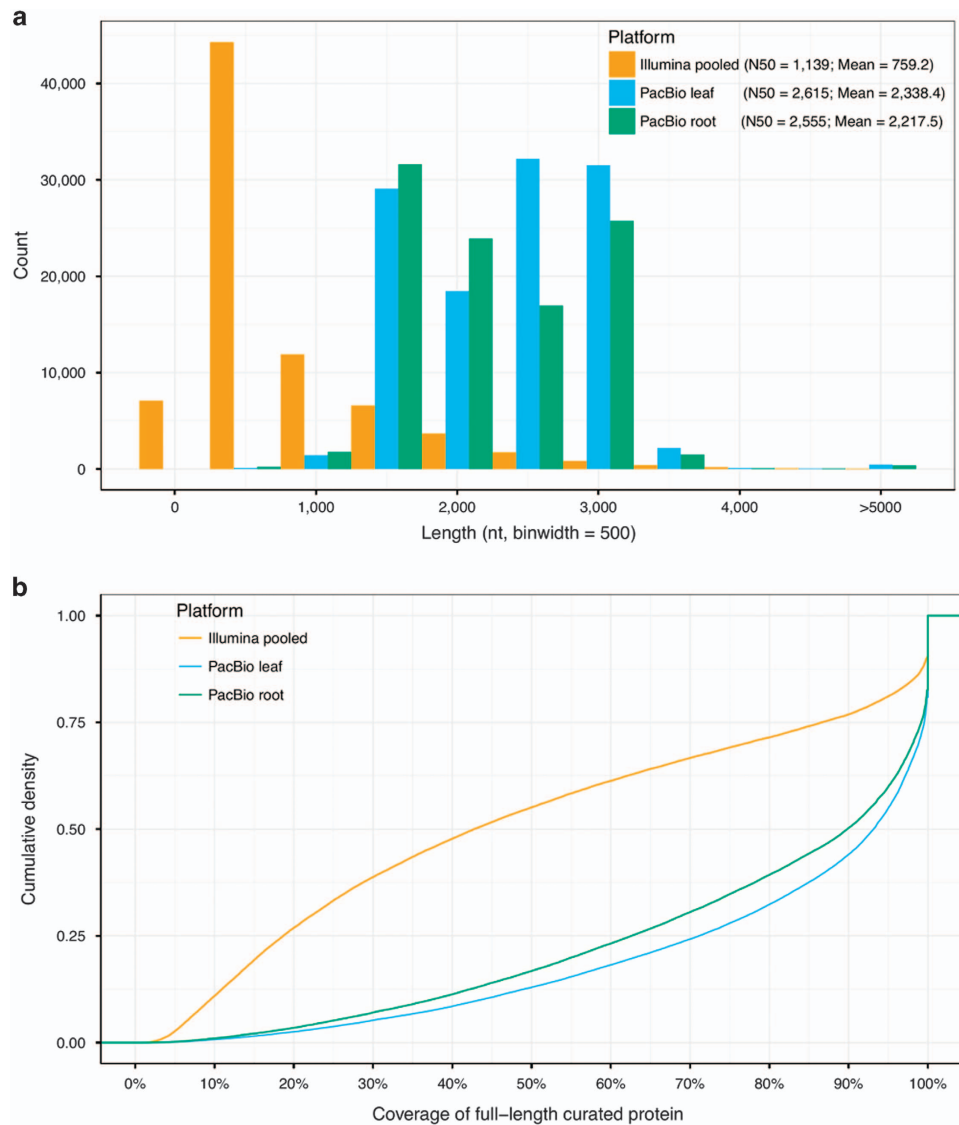 a
Platform
Illumina pooled (N50 = 1,139; Mean = 759.2)
PacBio leaf (N50 = 2,615; Mean = 2,338.4)
PacBio root (N50 = 2,555; Mean = 2,217.5)
40,000
30,000
20,000
10,000
0
Count
0 1,000 2,000 3,000 4,000 >5000
Length (nt, binwidth = 500)
b
Platform
Illumina pooled
PacBio leaf
PacBio root
1.00
0.75
0.50
0.25
0.00
Cumulative density
0% 10% 20% 30% 40% 50% 60% 70% 80% 90% 100%
Coverage of full−length curated protein